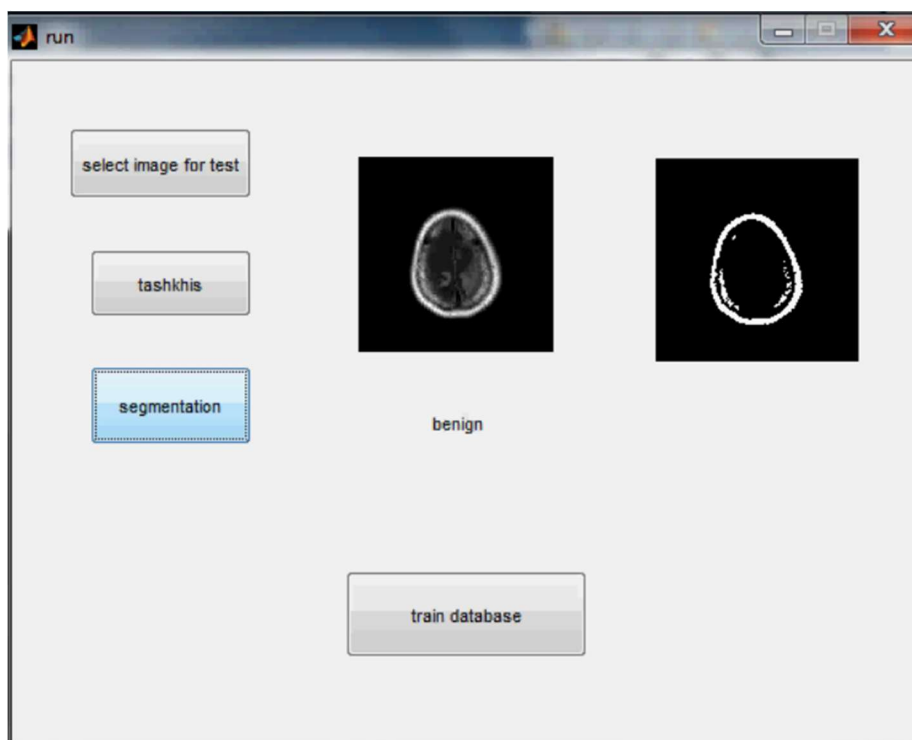 run
select image for test
tashkhis
segmentation
benign
train database